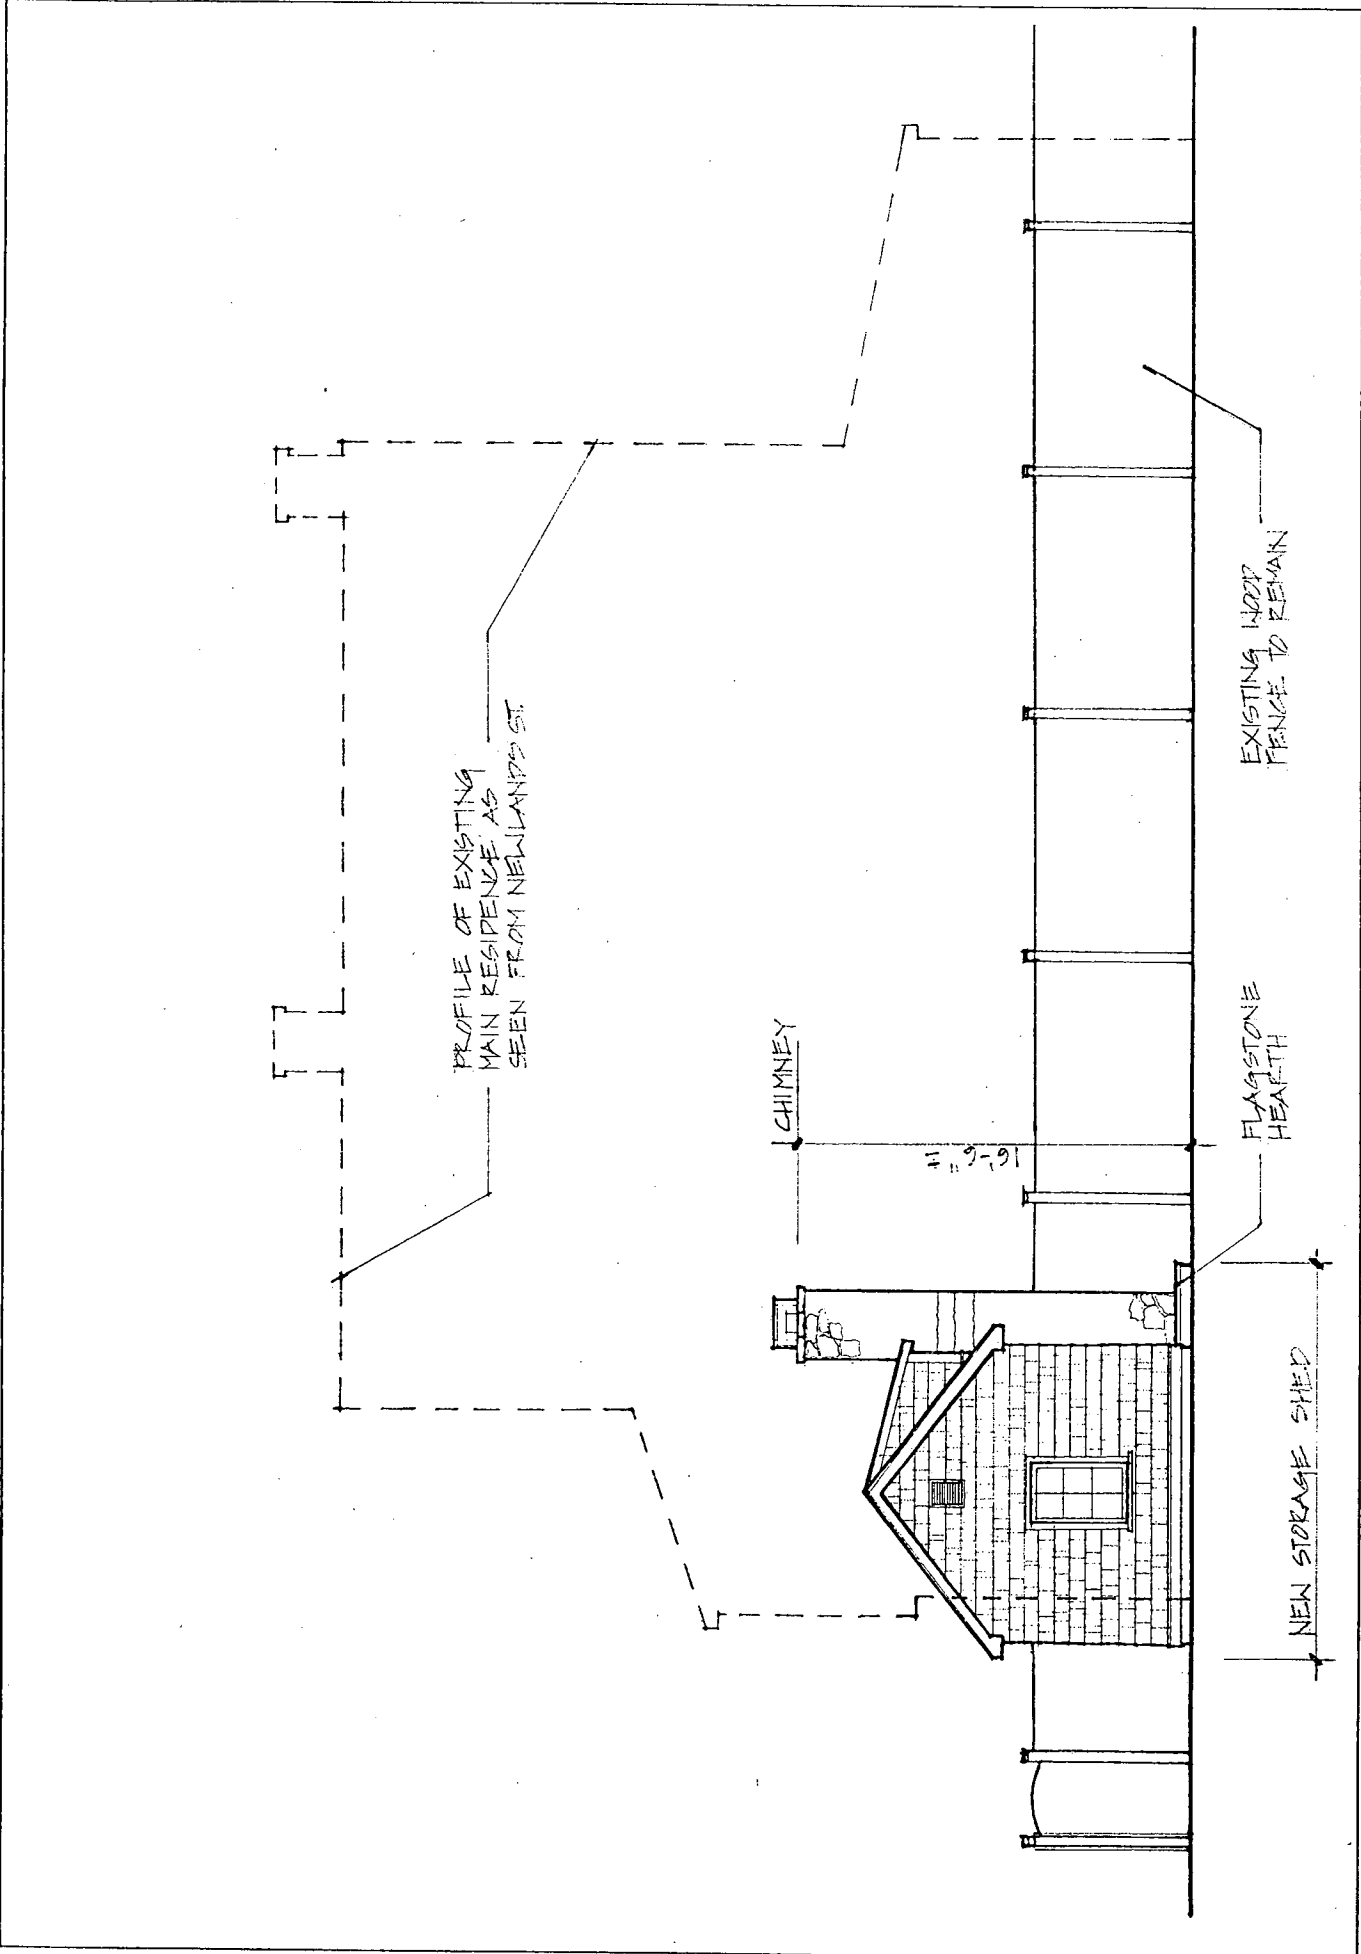 PROFILE OF EXISTING
MAIN RESIDENCE AS
SEEN FROM NEWLANDS ST.
CHIMNEY
16'-6" ±
FLAGSTONE
HEARTH
EXISTING WOOD
FENCE TO REMAIN
NEW STORAGE SHED